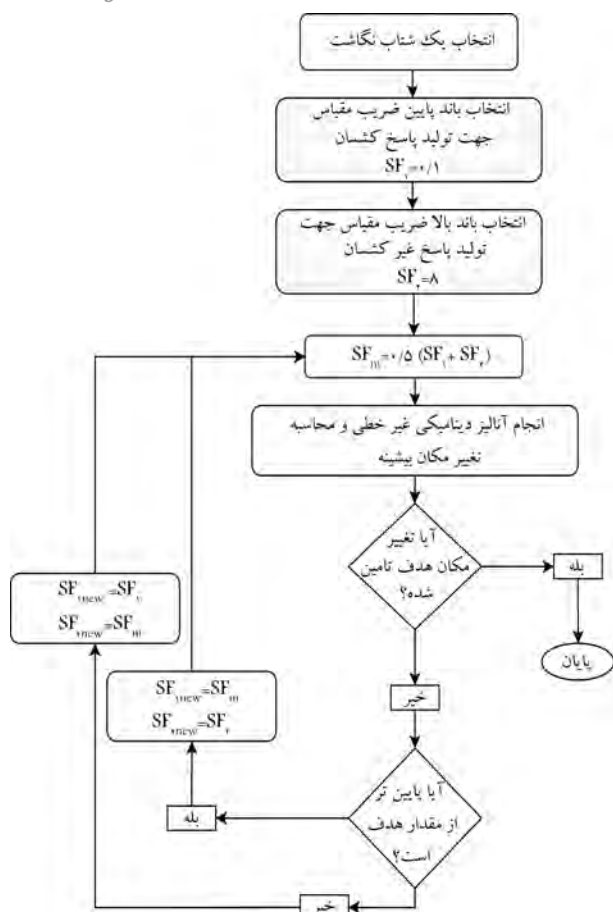 انتخاب یک شتاب نگاشت
انتخاب باند پایین ضریب مقیاس
جهت تولید پاسخ کشسان
SF۱=۰/۱
انتخاب باند بالا ضریب مقیاس جهت
تولید پاسخ غیر کشسان
SF۲=۸
SFm=۰/۵ (SF۱+ SF۲)
انجام آنالیز دینامیکی غیر خطی و محاسبه
تغییر مکان بیشینه
آیا تغییر
مکان هدف تامین
شده؟
بله
پایان
خیر
SF۱new=SF۱
SF۲new=SFm
SF۱new=SFm
SF۲new=SF۲
آیا پایین تر
از مقدار هدف
است؟
بله
خیر